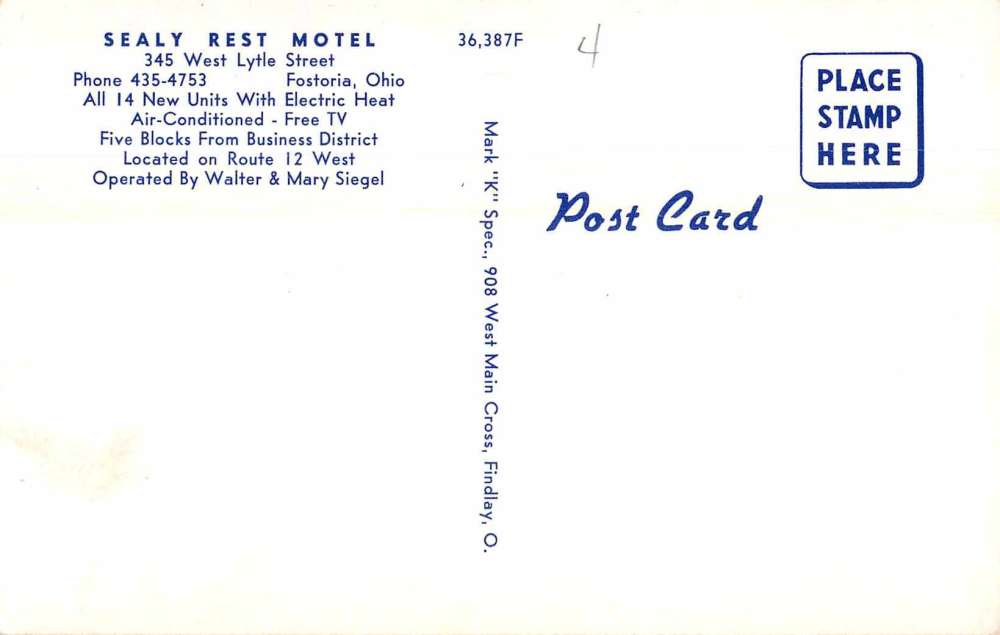 SEALY REST MOTEL
345 West Lytle Street
Phone 435-4753 Fostoria, Ohio
All 14 New Units With Electric Heat
Air-Conditioned - Free TV
Five Blocks From Business District
Located on Route 12 West
Operated By Walter & Mary Siegel
36,387F
4
Mark "K" Spec., 908 West Main Cross, Findlay, O.
Post Card
PLACE
STAMP
HERE